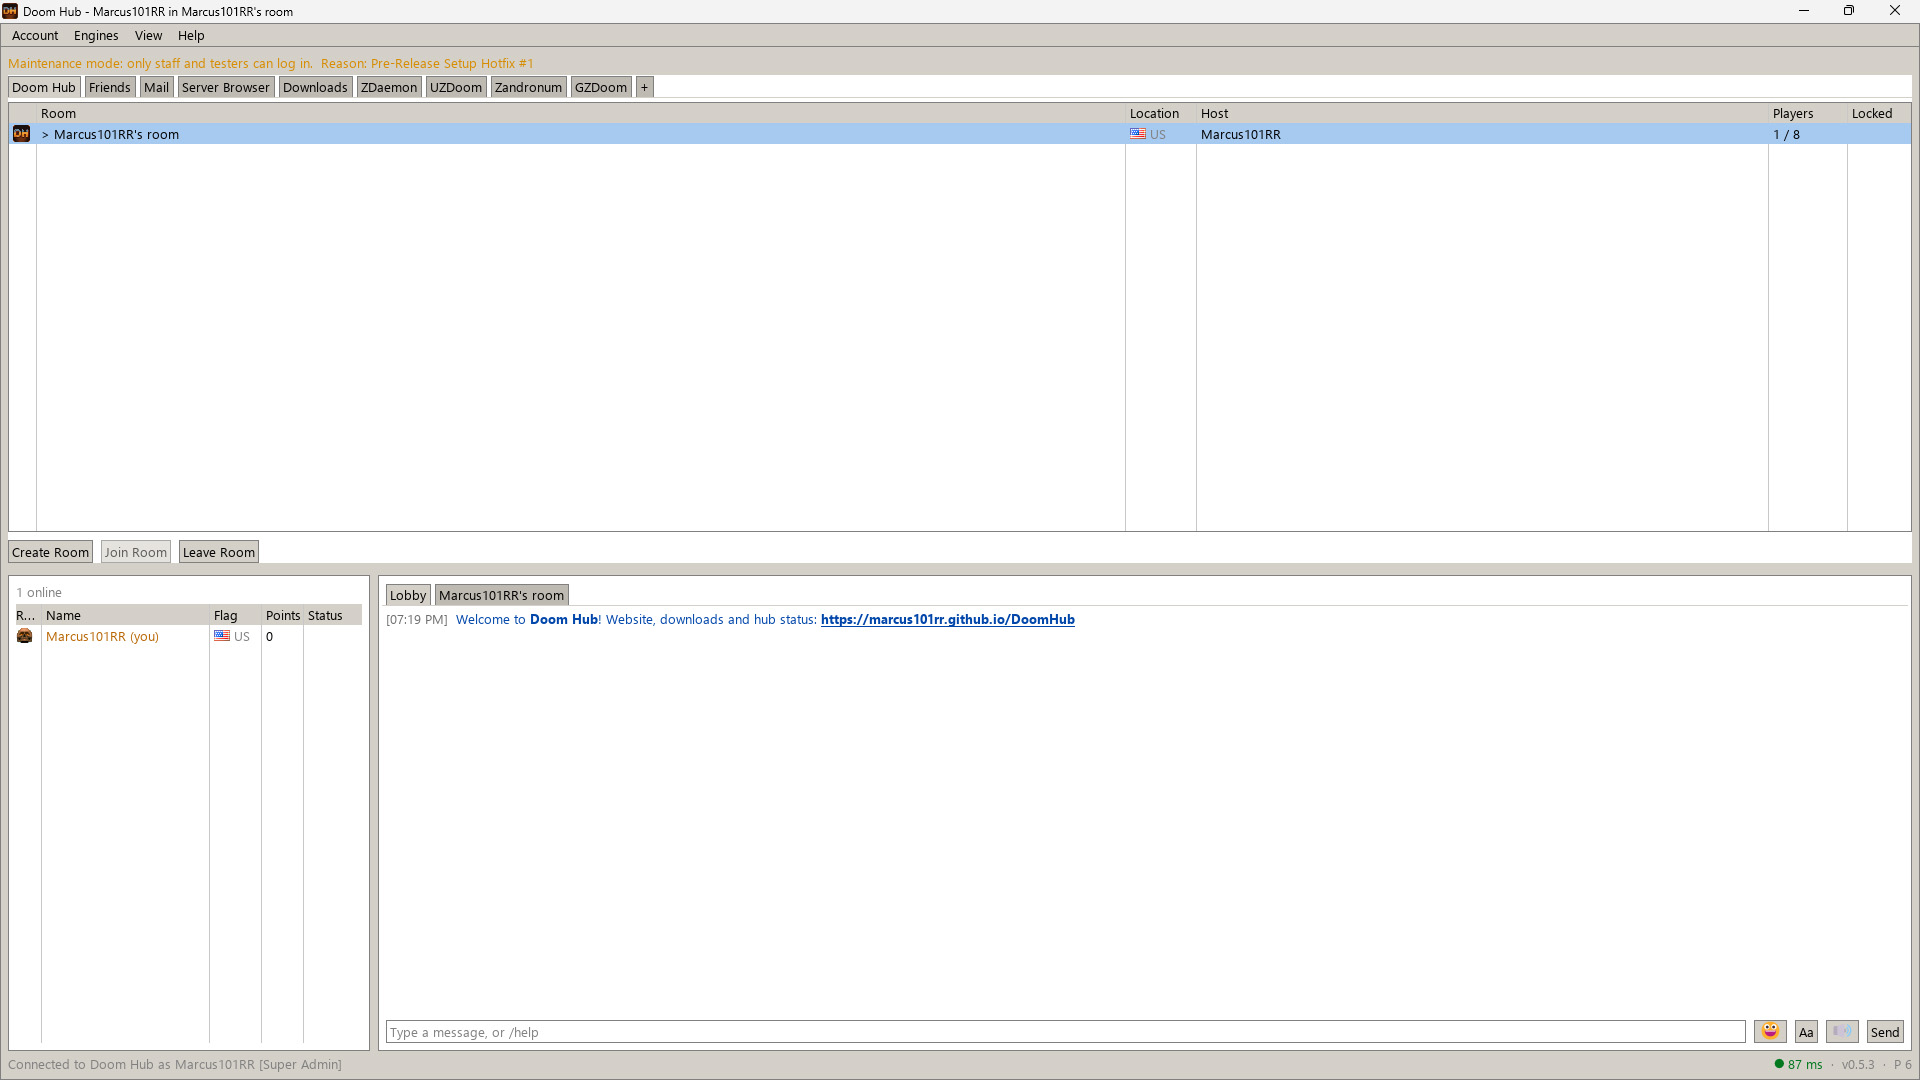 DH Doom Hub - Marcus101RR in Marcus101RR's room
Account Engines View Help
Maintenance mode: only staff and testers can log in. Reason: Pre-Release Setup Hotfix #1
Doom Hub Friends Mail Server Browser Downloads ZDaemon UZDoom Zandronum GZDoom +
Room Location Host Players Locked
DH > Marcus101RR's room US Marcus101RR 1 / 8
Create Room Join Room Leave Room
1 online
R... Name Flag Points Status
Marcus101RR (you) US 0
Lobby Marcus101RR's room
[07:19 PM] Welcome to Doom Hub! Website, downloads and hub status: https://marcus101rr.github.io/DoomHub
Type a message, or /help
Aa Send
Connected to Doom Hub as Marcus101RR [Super Admin]
87 ms · v0.5.3 · P 6